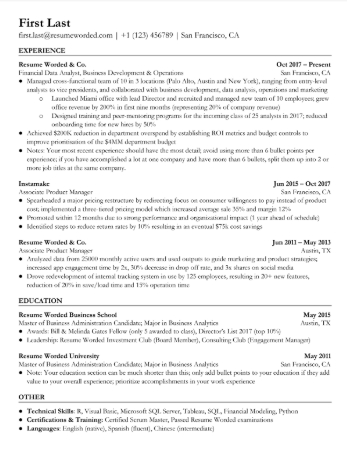 First Last
first.last@resumeworded.com | +1 (123) 456789 | San Francisco, CA
EXPERIENCE
Resume Worded & Co. Oct 2017 – Present
Financial Data Analyst, Business Development & Operations San Francisco, CA
• Managed cross-functional team of 10 in 3 locations (Palo Alto, Austin and New York), ranging from entry-level
analysts to vice presidents, and collaborated with business development, data analysis, operations and marketing
o Launched Miami office with lead Director and recruited and managed new team of 10 employees; grew
office revenue by 200% in first nine months (representing 20% of company revenue)
o Designed training and peer-mentoring programs for the incoming class of 25 analysts in 2017; reduced
onboarding time for new hires by 50%
• Achieved $200K reduction in department overspend by establishing ROI metrics and budget controls to
improve prioritisation of the $4MM department budget
• Notes: Your most recent experience should have the most detail; avoid using more than 6 bullet points per
experience; if you have accomplished a lot at one company and have more than 6 bullets, split them up into 2 or
more job titles at the same company.
Instamake Jun 2015 – Oct 2017
Associate Product Manager San Francisco, CA
• Spearheaded a major pricing restructure by redirecting focus on consumer willingness to pay instead of product
cost; implemented a three-tiered pricing model which increased average sale 35% and margin 12%
• Promoted within 12 months due to strong performance and organizational impact (1 year ahead of schedule)
• Identified steps to reduce return rates by 10% resulting in an eventual $75k cost savings
Resume Worded & Co. Jun 2011 – May 2013
Associate Product Manager Austin, TX
• Analyzed data from 25000 monthly active users and used outputs to guide marketing and product strategies;
increased app engagement time by 2x, 30% decrease in drop off rate, and 3x shares on social media
• Drove redevelopment of internal tracking system in use by 125 employees, resulting in 20+ new features,
reduction of 20% in save/load time and 15% operation time
EDUCATION
Resume Worded Business School May 2015
Master of Business Administration Candidate; Major in Business Analytics Austin, TX
• Awards: Bill & Melinda Gates Fellow (only 5 awarded to class), Director's List 2017 (top 10%)
• Leadership: Resume Worded Investment Club (Board Member), Consulting Club (Engagement Manager)
Resume Worded University May 2011
Master of Business Administration Candidate; Major in Business Analytics San Francisco, CA
• Note: Your education section can be much shorter than this; only add bullet points to your education if they add
value to your overall experience; prioritize accomplishments in your work experience
OTHER
• Technical Skills: R, Visual Basic, Microsoft SQL Server, Tableau, SQL, Financial Modeling, Python
• Certifications & Training: Certified Scrum Master, Passed Resume Worded examinations
• Languages: English (native), Spanish (fluent), Chinese (intermediate)